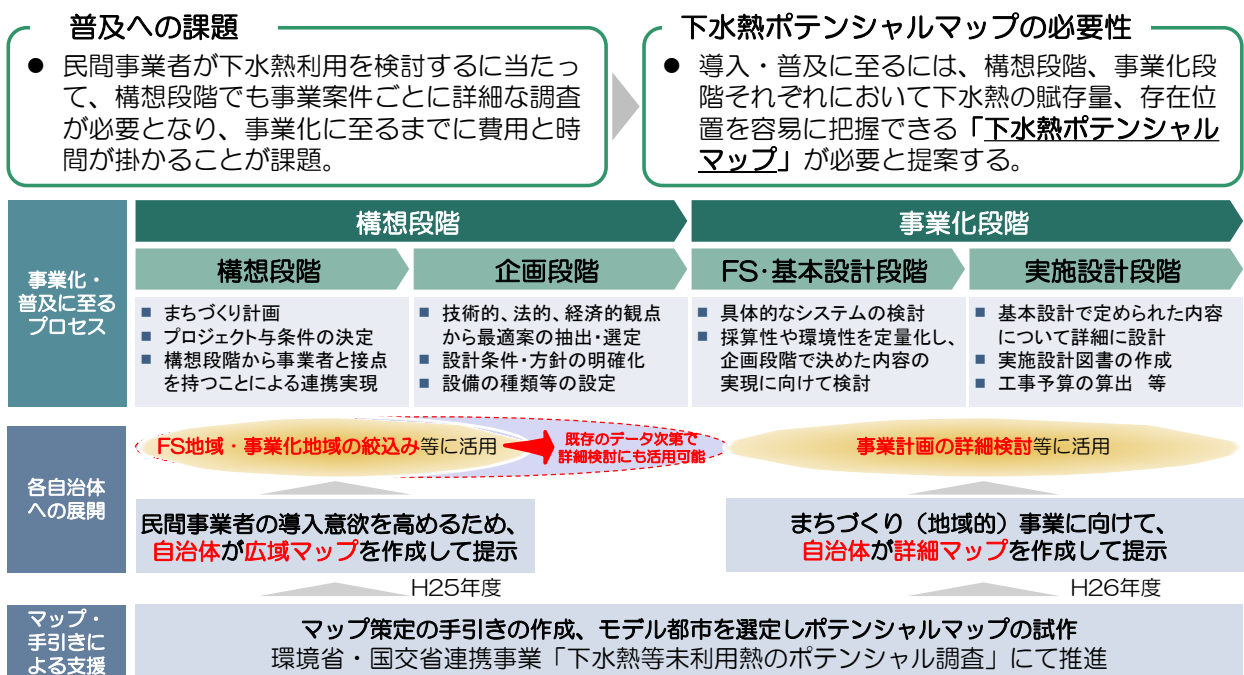 普及への課題
● 民間事業者が下水熱利用を検討するに当たっ
て、構想段階でも事業案件ごとに詳細な調査
が必要となり、事業化に至るまでに費用と時
間が掛かることが課題。
下水熱ポテンシャルマップの必要性
● 導入・普及に至るには、構想段階、事業化段
階それぞれにおいて下水熱の賦存量、存在位
置を容易に把握できる「下水熱ポテンシャル
マップ」が必要と提案する。
事業化・
普及に至る
プロセス
構想段階
事業化段階
構想段階
企画段階
FS・基本設計段階
実施設計段階
■ まちづくり計画
■ プロジェクト与条件の決定
■ 構想段階から事業者と接点
を持つことによる連携実現
■ 技術的、法的、経済的観点
から最適案の抽出・選定
■ 設計条件・方針の明確化
■ 設備の種類等の設定
■ 具体的なシステムの検討
■ 採算性や環境性を定量化し、
企画段階で決めた内容の
実現に向けて検討
■ 基本設計で定められた内容
について詳細に設計
■ 実施設計図書の作成
■ 工事予算の算出 等
各自治体
への展開
FS地域・事業化地域の絞込み等に活用
既存のデータ次第で
詳細検討にも活用可能
事業計画の詳細検討等に活用
民間事業者の導入意欲を高めるため、
自治体が広域マップを作成して提示
まちづくり（地域的）事業に向けて、
自治体が詳細マップを作成して提示
H25年度
H26年度
マップ・
手引きに
よる支援
マップ策定の手引きの作成、モデル都市を選定しポテンシャルマップの試作
環境省・国交省連携事業「下水熱等未利用熱のポテンシャル調査」にて推進